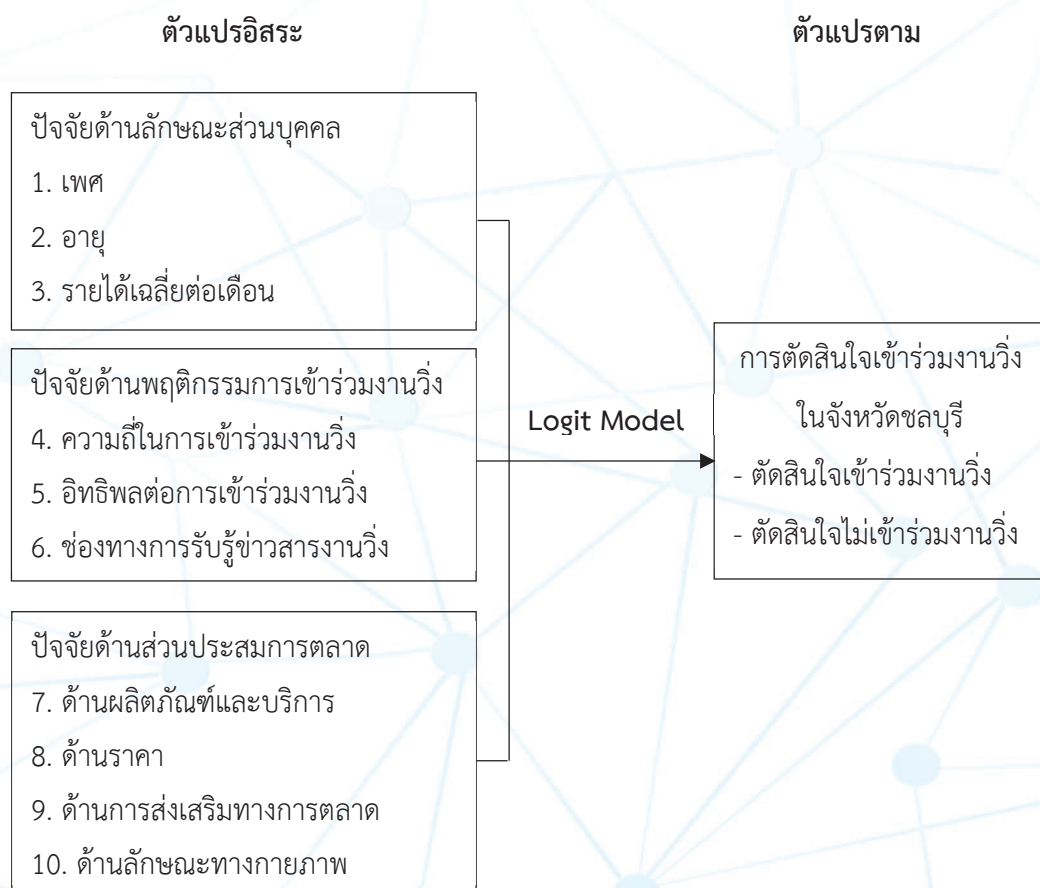 ตัวแปรอิสระ
ตัวแปรตาม
ปัจจัยด้านลักษณะส่วนบุคคล
1. เพศ
2. อายุ
3. รายได้เฉลี่ยต่อเดือน
ปัจจัยด้านพฤติกรรมการเข้าร่วมงานวิ่ง
4. ความถี่ในการเข้าร่วมงานวิ่ง
5. อิทธิพลต่อการเข้าร่วมงานวิ่ง
6. ช่องทางการรับรู้ข่าวสารงานวิ่ง
ปัจจัยด้านส่วนประสมการตลาด
7. ด้านผลิตภัณฑ์และบริการ
8. ด้านราคา
9. ด้านการส่งเสริมทางการตลาด
10. ด้านลักษณะทางกายภาพ
Logit Model
การตัดสินใจเข้าร่วมงานวิ่ง
ในจังหวัดชลบุรี
- ตัดสินใจเข้าร่วมงานวิ่ง
- ตัดสินใจไม่เข้าร่วมงานวิ่ง